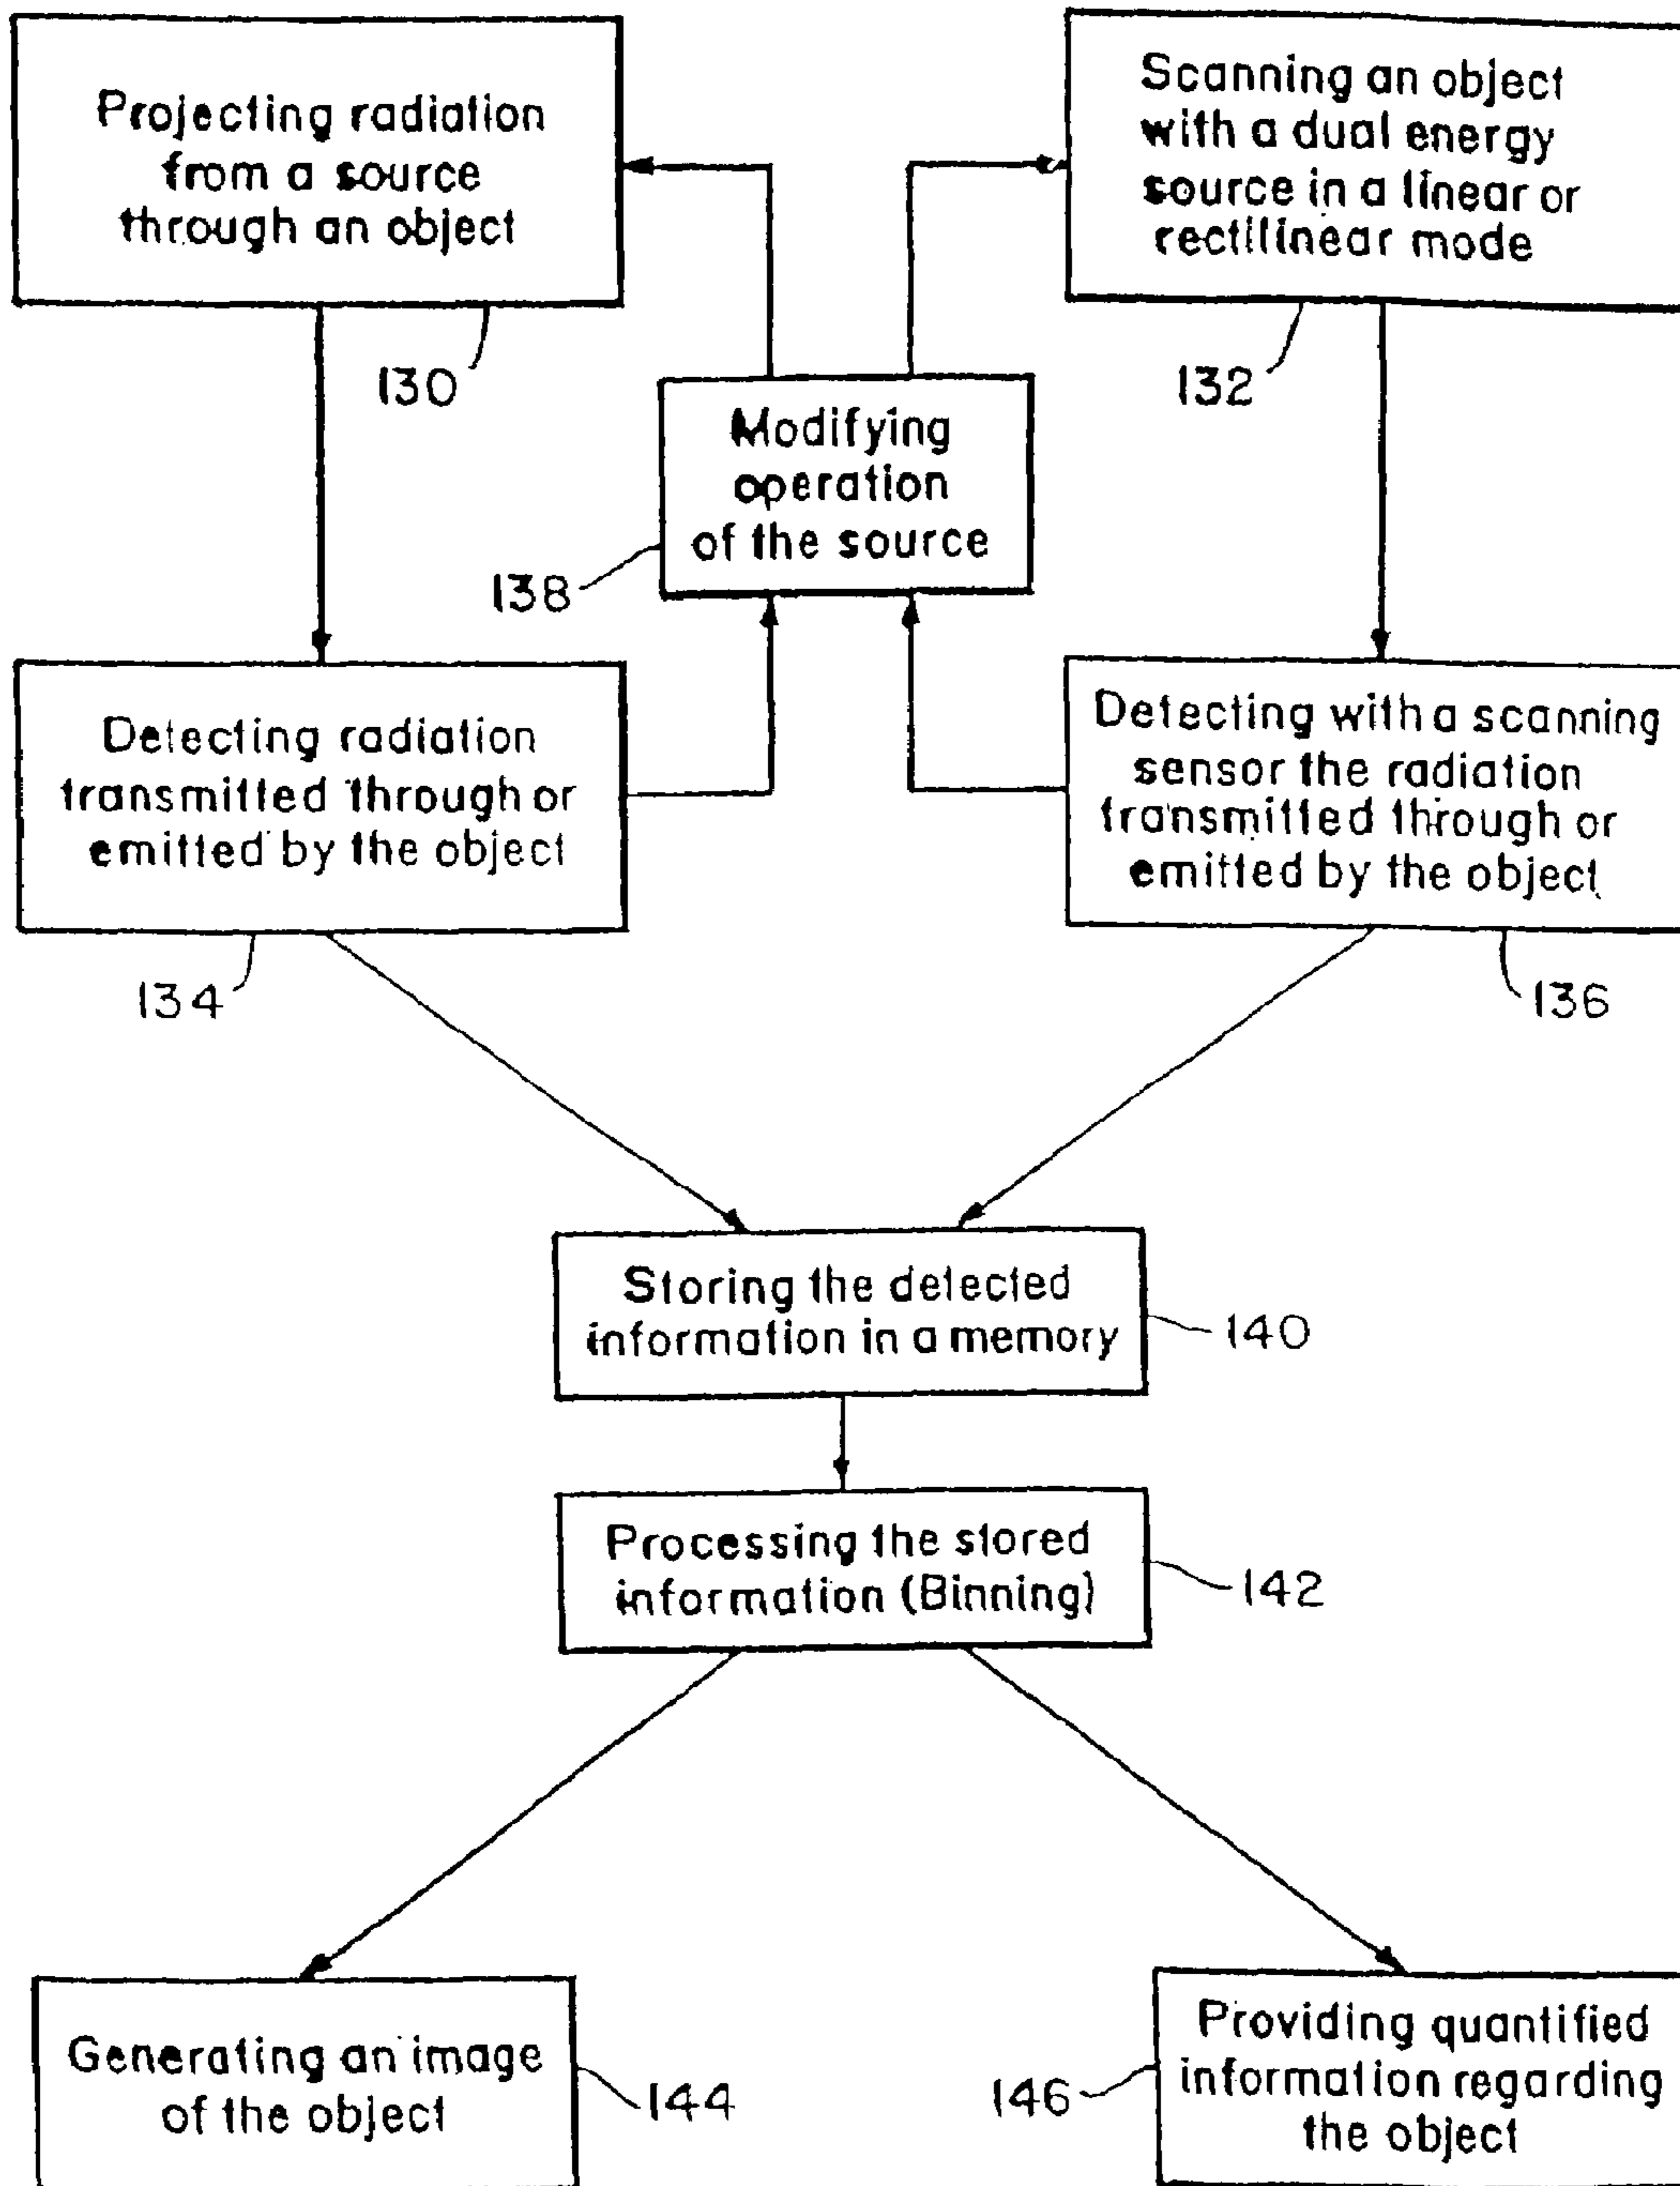 Projecting radiation
from a source
through an object
130
Scanning an object
with a dual energy
source in a linear or
rectilinear mode
132
Modifying
operation
of the source
138
Detecting radiation
transmitted through or
emitted by the object
134
Detecting with a scanning
sensor the radiation
transmitted through or
emitted by the object
136
Storing the detected
information in a memory
140
Processing the stored
information (Binning)
142
Generating an image
of the object
144
Providing quantified
information regarding
the object
146